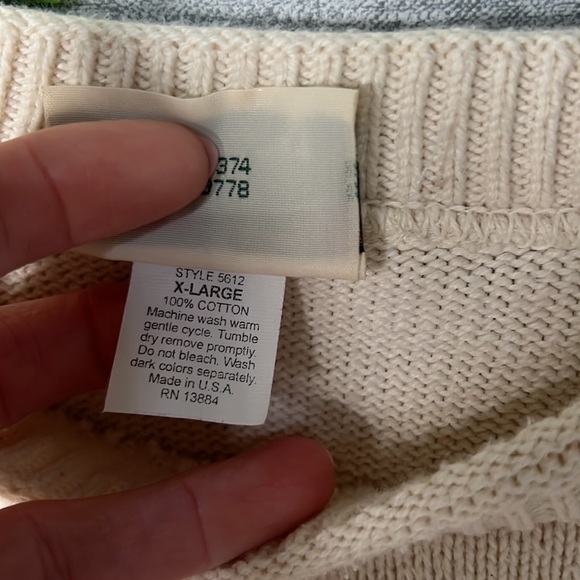 374
778
STYLE 5612
X-LARGE
100% COTTON
Machine wash warm
gentle cycle. Tumble
dry remove promptly.
Do not bleach. Wash
dark colors separately.
Made in U.S.A.
RN 13884